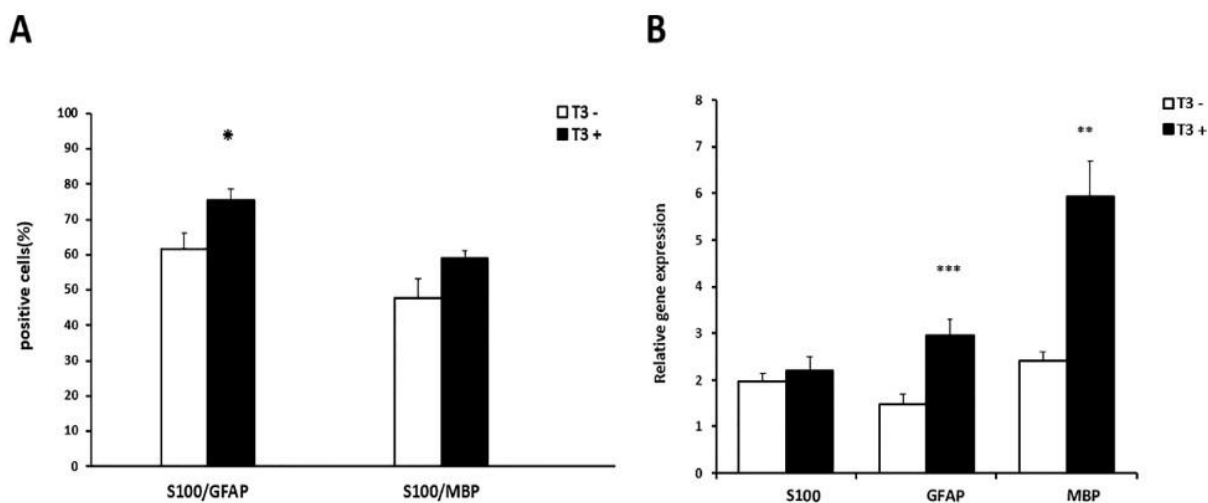 A
B
positive cells(%)
100
90
80
70
60
50
40
30
20
10
0
*
T3 -
T3 +
S100/GFAP S100/MBP
Relative gene expression
8
7
6
5
4
3
2
1
0
***
**
T3 -
T3 +
S100 GFAP MBP